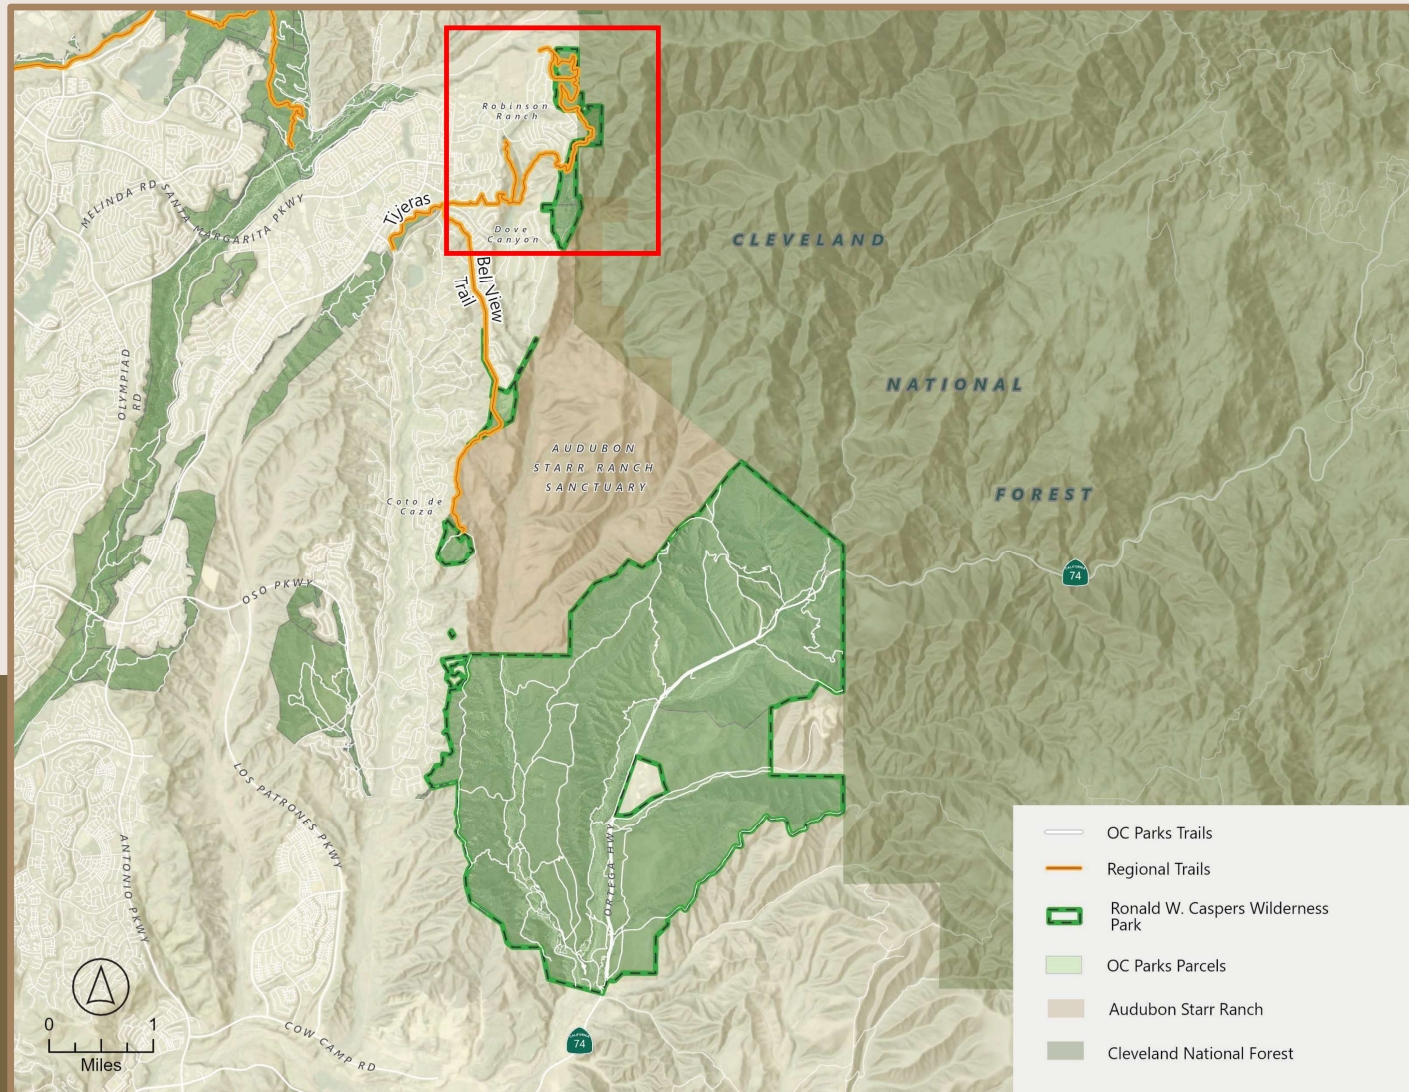 Robinson
Ranch
MELINDA RD
SANTA MARGARITA PKWY
Tijeras
Dove
Canyon
CLEVELAND
Bell View
Trail
OLYMPIAD
RD
NATIONAL
AUDUBON
STARR RANCH
SANCTUARY
FOREST
Coto de
Caza
CALIFORNIA
74
OSO PKWY
LOS PATRONES PKWY
ANTONIO PKWY
ORTEGA HWY
OC Parks Trails
Regional Trails
Ronald W. Caspers Wilderness
Park
OC Parks Parcels
Audubon Starr Ranch
Cleveland National Forest
0 1
Miles
COW CAMP RD
CALIFORNIA
74